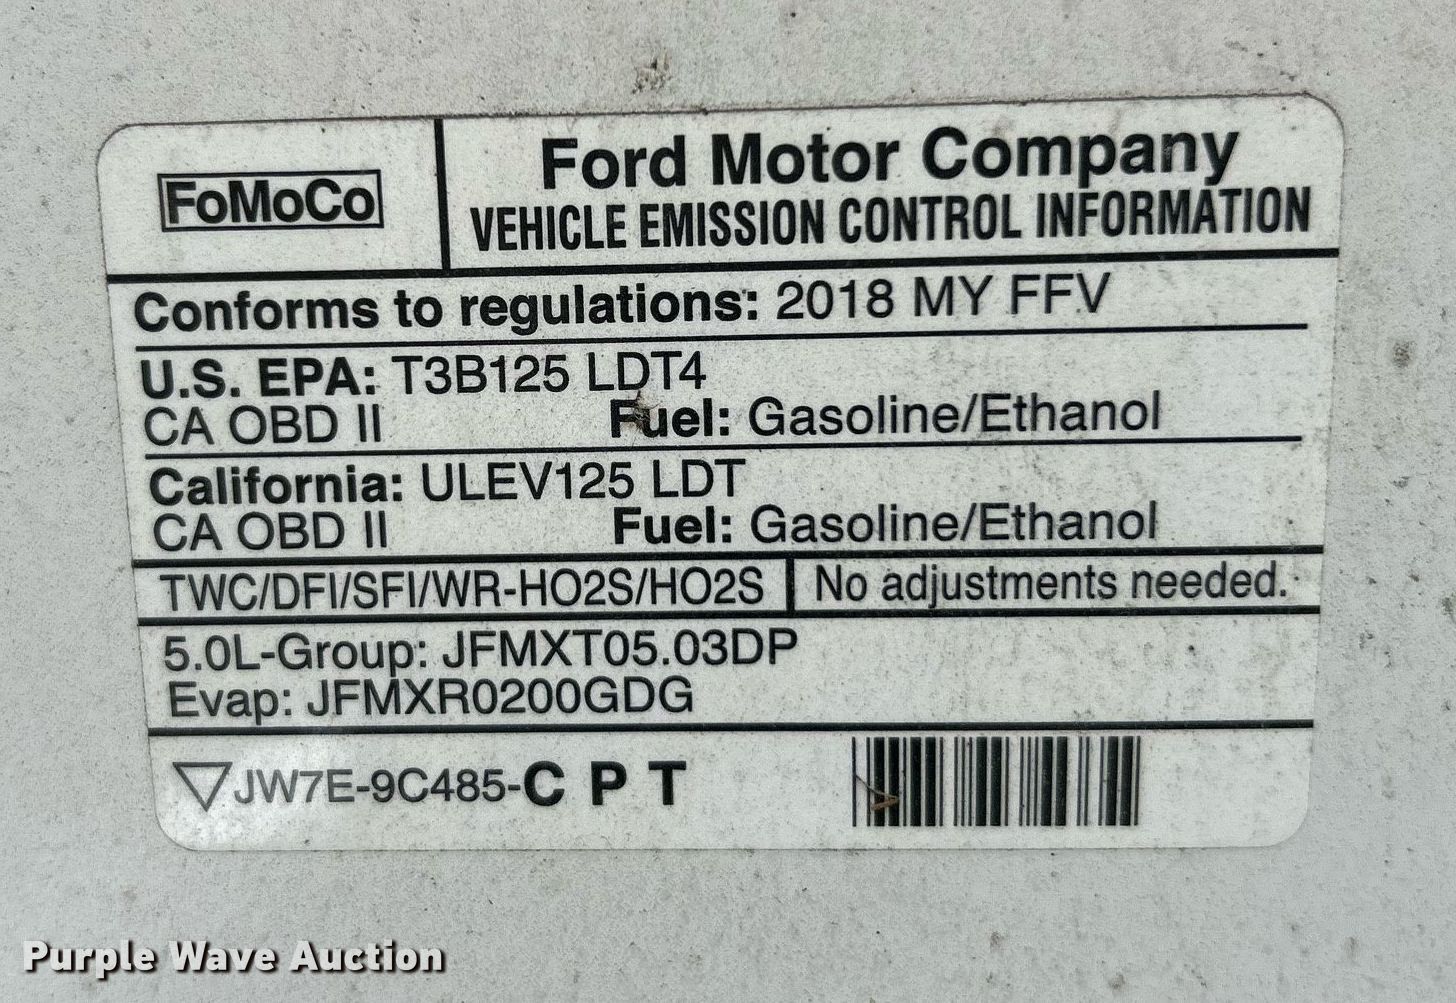 FoMoCo
Ford Motor Company
VEHICLE EMISSION CONTROL INFORMATION
Conforms to regulations: 2018 MY FFV
U.S. EPA: T3B125 LDT4
CA OBD II Fuel: Gasoline/Ethanol
California: ULEV125 LDT
CA OBD II Fuel: Gasoline/Ethanol
TWC/DFI/SFI/WR-HO2S/HO2S No adjustments needed.
5.0L-Group: JFMXT05.03DP
Evap: JFMXR0200GDG
JW7E-9C485-C P T
Purple Wave Auction